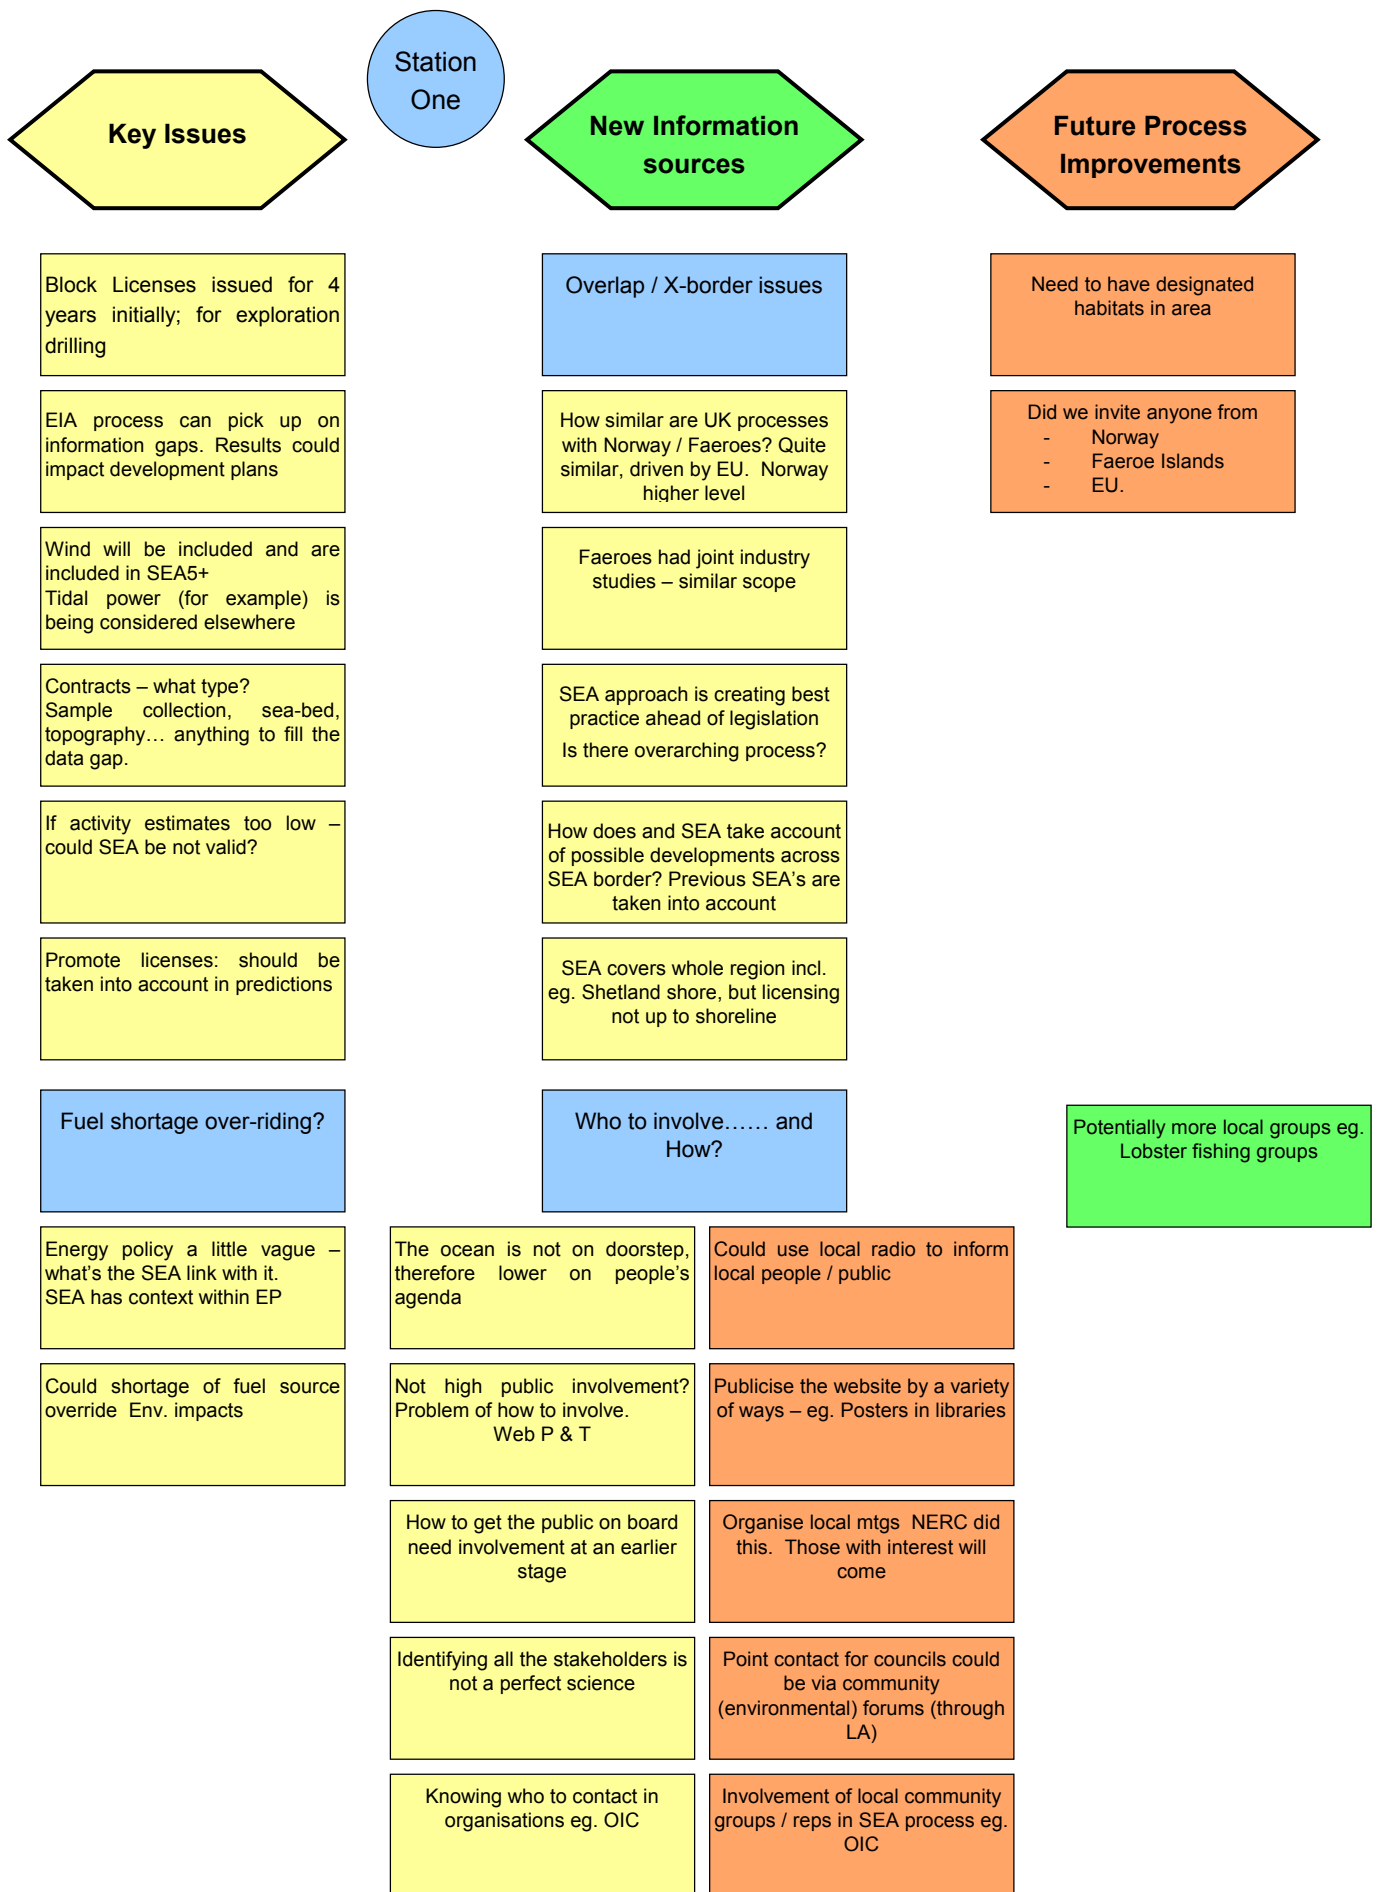 Station
One
Key Issues
New Information
sources
Future Process
Improvements
Block Licenses issued for 4
years initially; for exploration
drilling
Overlap / X-border issues
Need to have designated
habitats in area
EIA process can pick up on
information gaps. Results could
impact development plans
How similar are UK processes
with Norway / Faeroes? Quite
similar, driven by EU. Norway
higher level
Did we invite anyone from
- Norway
- Faeroe Islands
- EU.
Wind will be included and are
included in SEA5+
Tidal power (for example) is
being considered elsewhere
Faeroes had joint industry
studies – similar scope
Contracts – what type?
Sample collection, sea-bed,
topography… anything to fill the
data gap.
SEA approach is creating best
practice ahead of legislation
Is there overarching process?
If activity estimates too low –
could SEA be not valid?
How does and SEA take account
of possible developments across
SEA border? Previous SEA's are
taken into account
Promote licenses: should be
taken into account in predictions
SEA covers whole region incl.
eg. Shetland shore, but licensing
not up to shoreline
Fuel shortage over-riding?
Who to involve…… and
How?
Potentially more local groups eg.
Lobster fishing groups
Energy policy a little vague –
what's the SEA link with it.
SEA has context within EP
The ocean is not on doorstep,
therefore lower on people's
agenda
Could use local radio to inform
local people / public
Could shortage of fuel source
override Env. impacts
Not high public involvement?
Problem of how to involve.
Web P & T
Publicise the website by a variety
of ways – eg. Posters in libraries
How to get the public on board
need involvement at an earlier
stage
Organise local mtgs NERC did
this. Those with interest will
come
Identifying all the stakeholders is
not a perfect science
Point contact for councils could
be via community
(environmental) forums (through
LA)
Knowing who to contact in
organisations eg. OIC
Involvement of local community
groups / reps in SEA process eg.
OIC